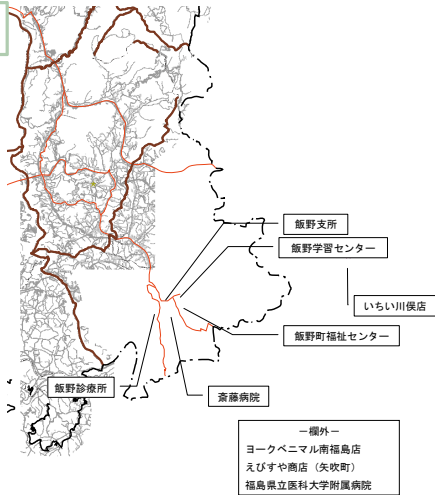 飯野支所
飯野学習センター
いちい川俣店
飯野町福祉センター
飯野診療所
斎藤病院
－欄外－
ヨークベニマル南福島店
えびすや商店（矢吹町）
福島県立医科大学附属病院